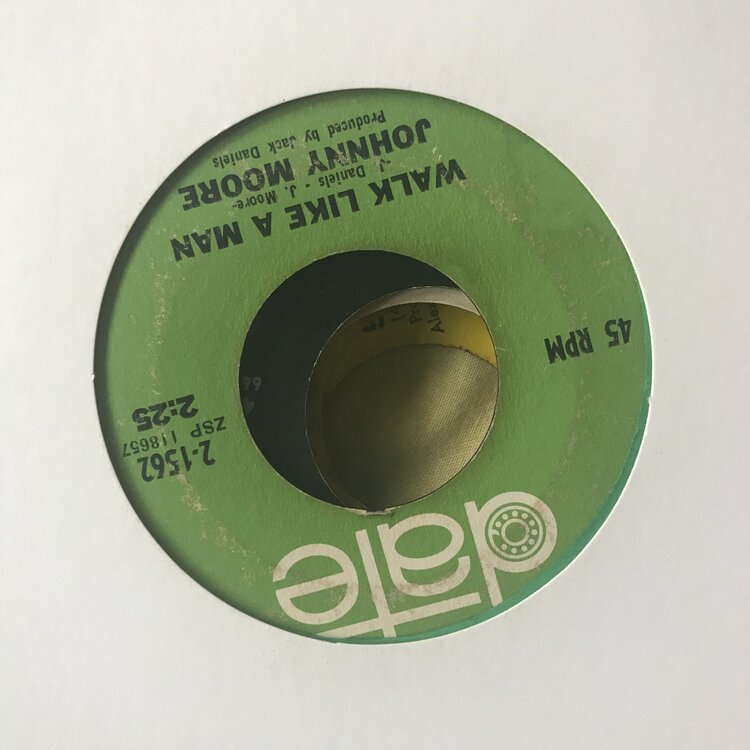 date
45 RPM
2-1562
ZSP 118657
2:25
WALK LIKE A MAN
-J. Daniels - J. Moore-
JOHNNY MOORE
Produced by Jack Daniels